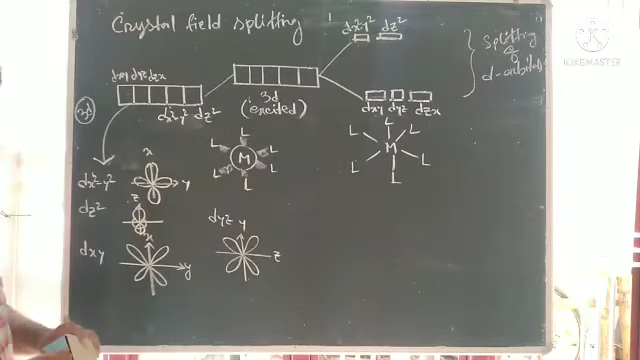 Crystal field splitting
dx²-y² dz²
Splitting
of
d-orbitals
KINEMASTER
dxy dyz dzx
3d
dx²-y² dz²
3d
(excited)
dxy dyz dzx
L
L L
M
L L
L
L
L L
M
L L
L
x
dx²-y²
y
z
dz²
x
dxy
y
dyz
y
z